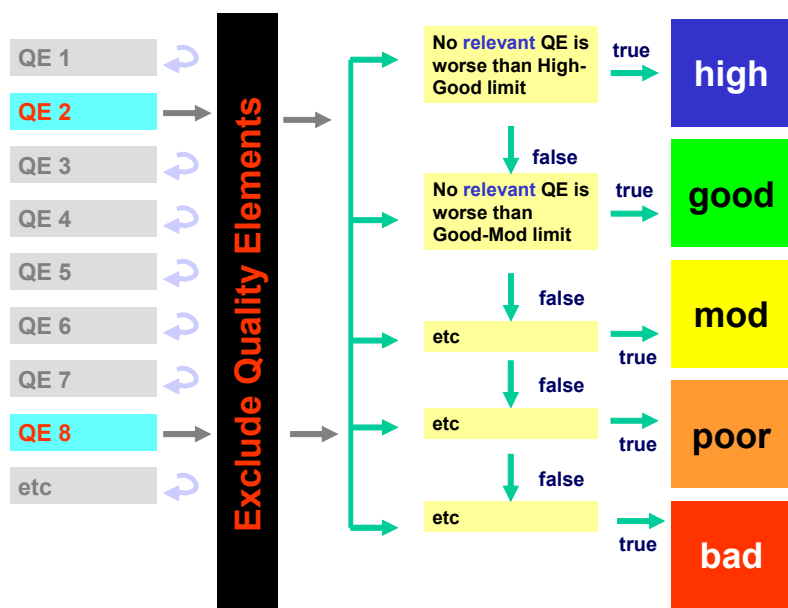 QE 1
QE 2
QE 3
QE 4
QE 5
QE 6
QE 7
QE 8
etc
Exclude Quality Elements
No relevant QE is
worse than High-
Good limit
true
high
false
No relevant QE is
worse than
Good-Mod limit
true
good
false
etc
true
mod
false
etc
true
poor
false
etc
true
bad